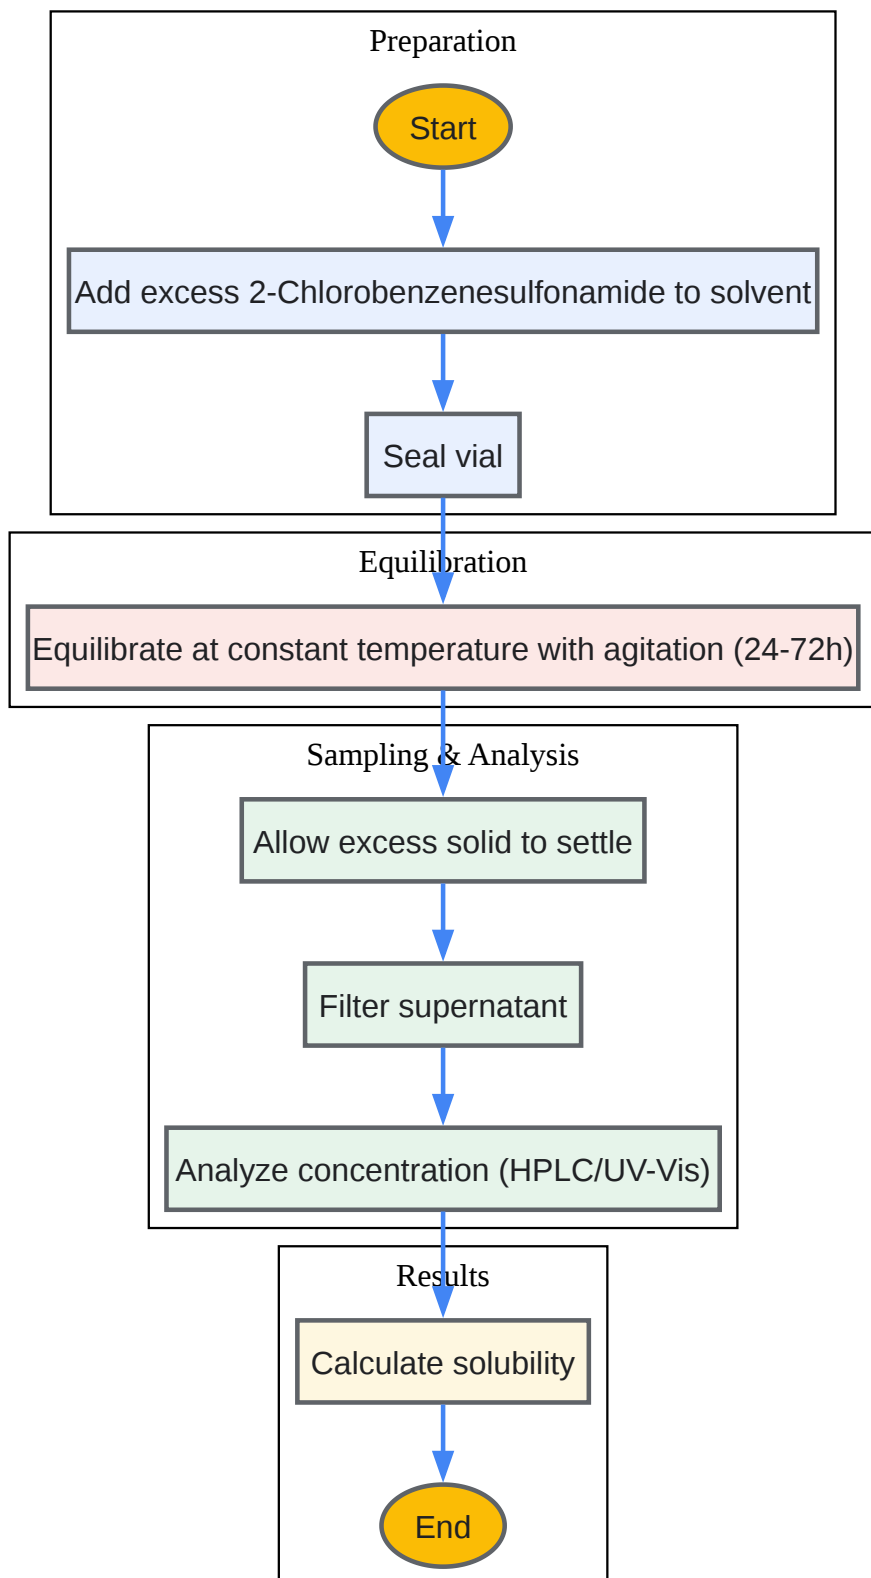 Preparation
Start
Add excess 2-Chlorobenzenesulfonamide to solvent
Seal vial
Equilibration
Equilibrate at constant temperature with agitation (24-72h)
Sampling & Analysis
Allow excess solid to settle
Filter supernatant
Analyze concentration (HPLC/UV-Vis)
Results
Calculate solubility
End